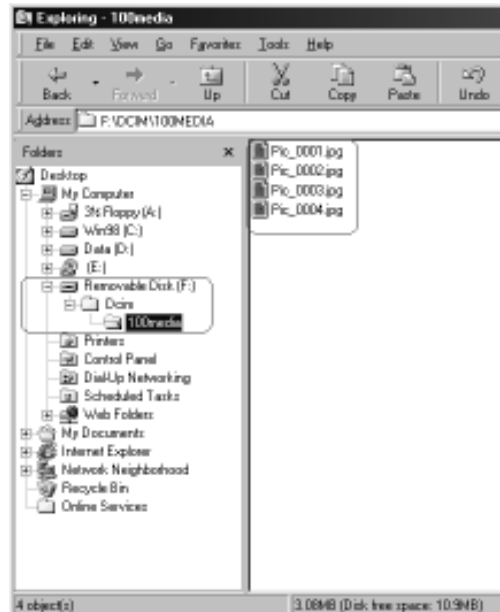 Exploring - 100media
File Edit View Go Favorites Tools Help
Back Forward Up Cut Copy Paste Undo
Address F:\DCIM\100MEDIA
Folders x
Desktop
My Computer
3½ Floppy (A:)
Win98 (C:)
Data (D:)
(E:)
Removable Disk (F:)
Dcim
100media
Printers
Control Panel
Dial-Up Networking
Scheduled Tasks
Web Folders
My Documents
Internet Explorer
Network Neighborhood
Recycle Bin
Online Services
Pic_0001.jpg
Pic_0002.jpg
Pic_0003.jpg
Pic_0004.jpg
4 object(s) 3.08MB (Disk free space: 10.9MB)